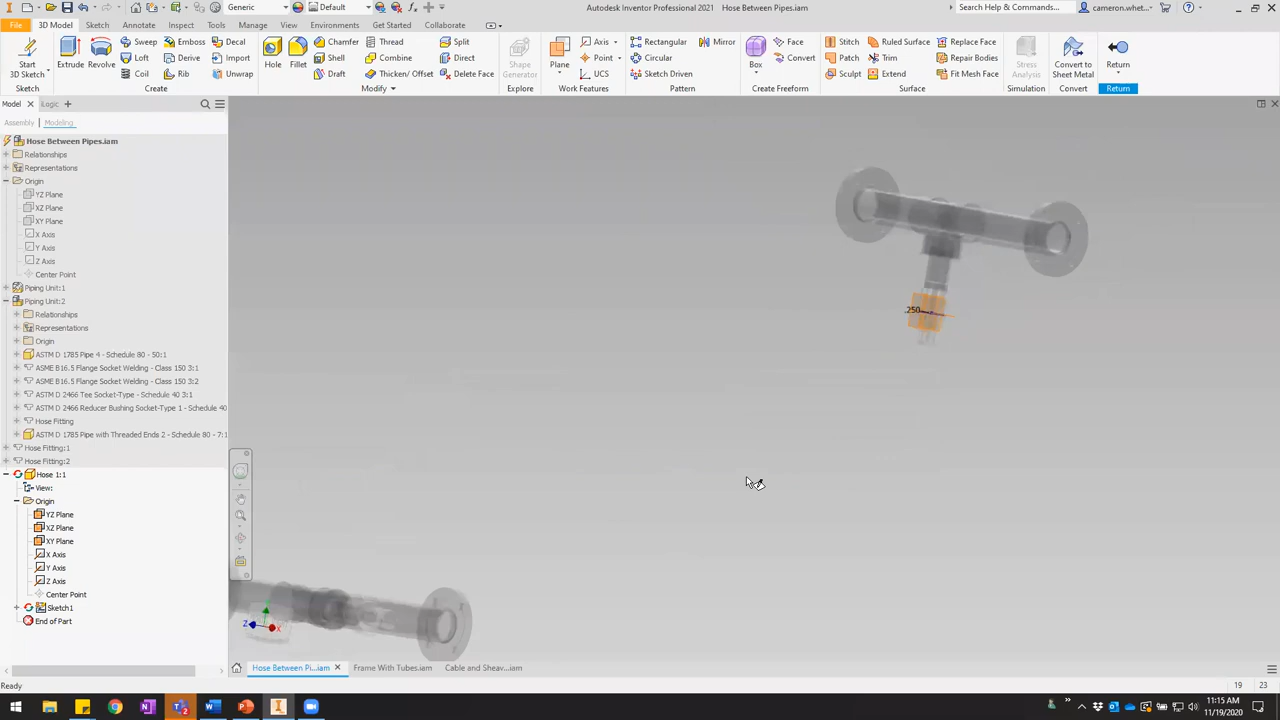 Generic
Default
Autodesk Inventor Professional 2021
Hose Between Pipes.iam
Search Help & Commands...
cameron.whet...
File
3D Model
Sketch
Annotate
Inspect
Tools
Manage
View
Environments
Get Started
Collaborate
Start
3D Sketch
Extrude
Revolve
Sweep
Loft
Coil
Emboss
Derive
Rib
Decal
Import
Unwrap
Hole
Fillet
Chamfer
Shell
Draft
Thread
Combine
Thicken/ Offset
Split
Direct
Delete Face
Shape
Generator
Plane
Axis
Point
UCS
Rectangular
Circular
Sketch Driven
Mirror
Box
Face
Convert
Stitch
Patch
Sculpt
Ruled Surface
Trim
Extend
Replace Face
Repair Bodies
Fit Mesh Face
Stress
Analysis
Convert to
Sheet Metal
Return
Sketch
Create
Modify
Explore
Work Features
Pattern
Create Freeform
Surface
Simulation
Convert
Return
Model
Logic
Assembly
Modeling
Hose Between Pipes.iam
Relationships
Representations
Origin
YZ Plane
XZ Plane
XY Plane
X Axis
Y Axis
Z Axis
Center Point
Piping Unit:1
Piping Unit:2
Relationships
Representations
Origin
ASTM D 1785 Pipe 4 - Schedule 80 - 50:1
ASME B16.5 Flange Socket Welding - Class 150 3:1
ASME B16.5 Flange Socket Welding - Class 150 3:2
ASTM D 2466 Tee Socket-Type - Schedule 40 3:1
ASTM D 2466 Reducer Bushing Socket-Type 1 - Schedule 40
Hose Fitting
ASTM D 1785 Pipe with Threaded Ends 2 - Schedule 80 - 7:1
Hose Fitting:1
Hose Fitting:2
Hose 1:1
View:
Origin
YZ Plane
XZ Plane
XY Plane
X Axis
Y Axis
Z Axis
Center Point
Sketch1
End of Part
.250
Z
X
Hose Between Pi...iam
Frame With Tubes.iam
Cable and Sheav...iam
Ready
19
23
11:15 AM
11/19/2020